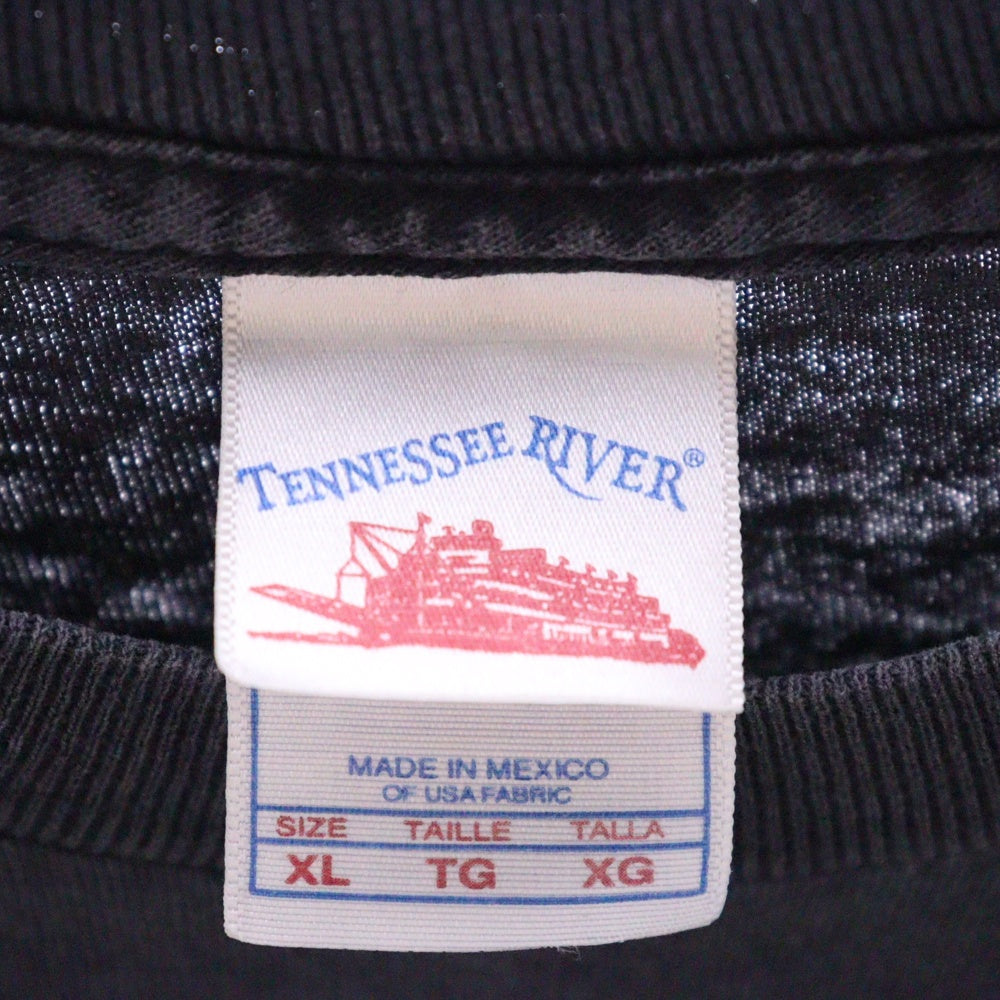 TENNESSEE RIVER®
MADE IN MEXICO
OF USA FABRIC
SIZE TAILLE TALLA
XL TG XG